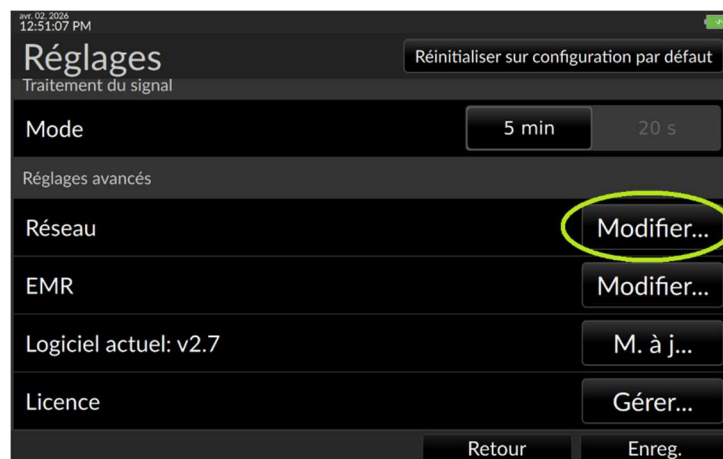 avr. 02, 2026
12:51:07 PM
Réglages
Réinitialiser sur configuration par défaut
Traitement du signal
Mode
5 min
20 s
Réglages avancés
Réseau
Modifier...
EMR
Modifier...
Logiciel actuel: v2.7
M. à j...
Licence
Gérer...
Retour
Enreg.